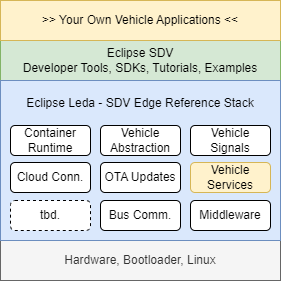 >> Your Own Vehicle Applications <<
Eclipse SDV
Developer Tools, SDKs, Tutorials, Examples
Eclipse Leda - SDV Edge Reference Stack
Container
Runtime
Vehicle
Abstraction
Vehicle
Signals
Cloud Conn.
OTA Updates
Vehicle
Services
tbd.
Bus Comm.
Middleware
Hardware, Bootloader, Linux